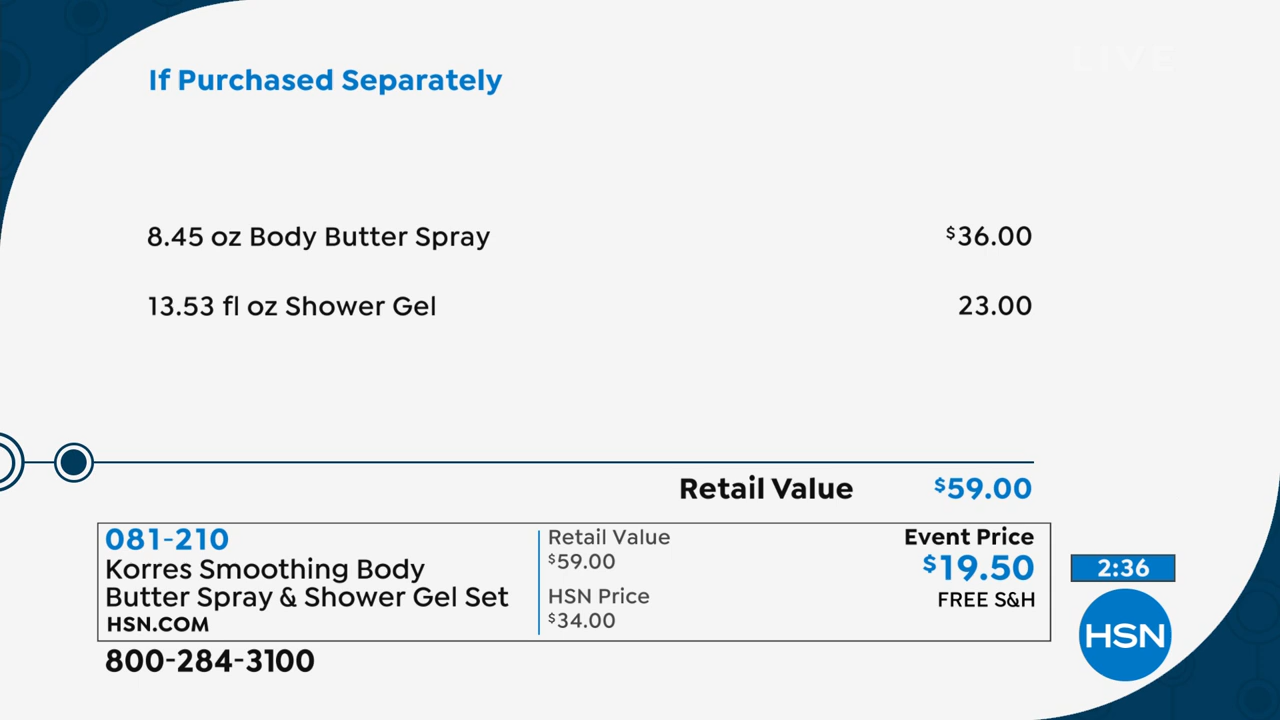 LIVE
If Purchased Separately
8.45 oz Body Butter Spray $36.00
13.53 fl oz Shower Gel 23.00
Retail Value $59.00
081-210
Korres Smoothing Body
Butter Spray & Shower Gel Set
HSN.COM
Retail Value
$59.00
HSN Price
$34.00
Event Price
$19.50
FREE S&H
2:36
HSN
800-284-3100